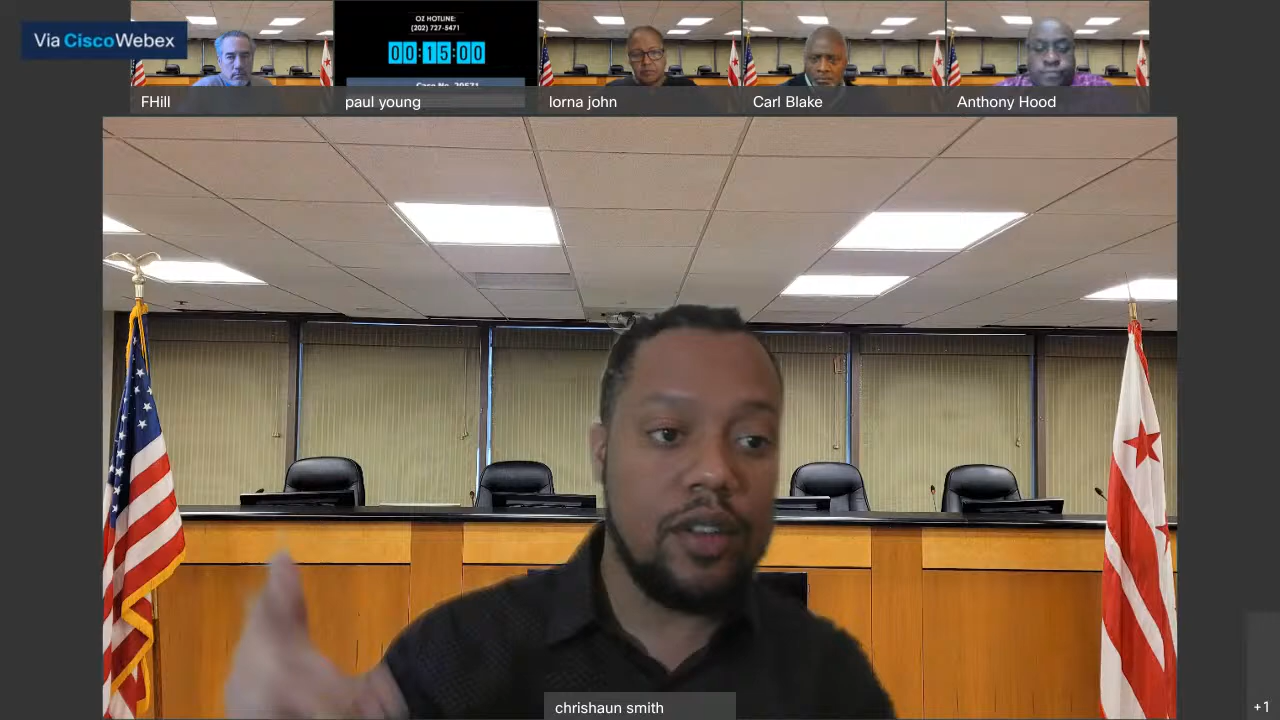 Via CiscoWebex
OZ HOTLINE:
(202) 727-5471
00:15:00
FHill
paul young
lorna john
Carl Blake
Anthony Hood
chrishaun smith
+1